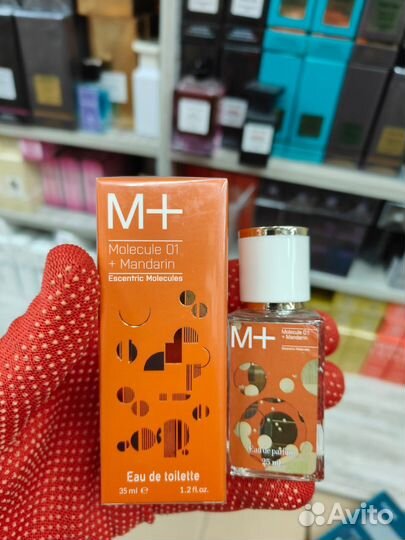 M+
Molecule 01
+ Mandarin
Escentric Molecules
Eau de toilette
35 ml e 1.2 fl.oz.
M+
Molecule 01
+ Mandarin
Escentric Molecules
Eau de parfum
25 ml
Avito